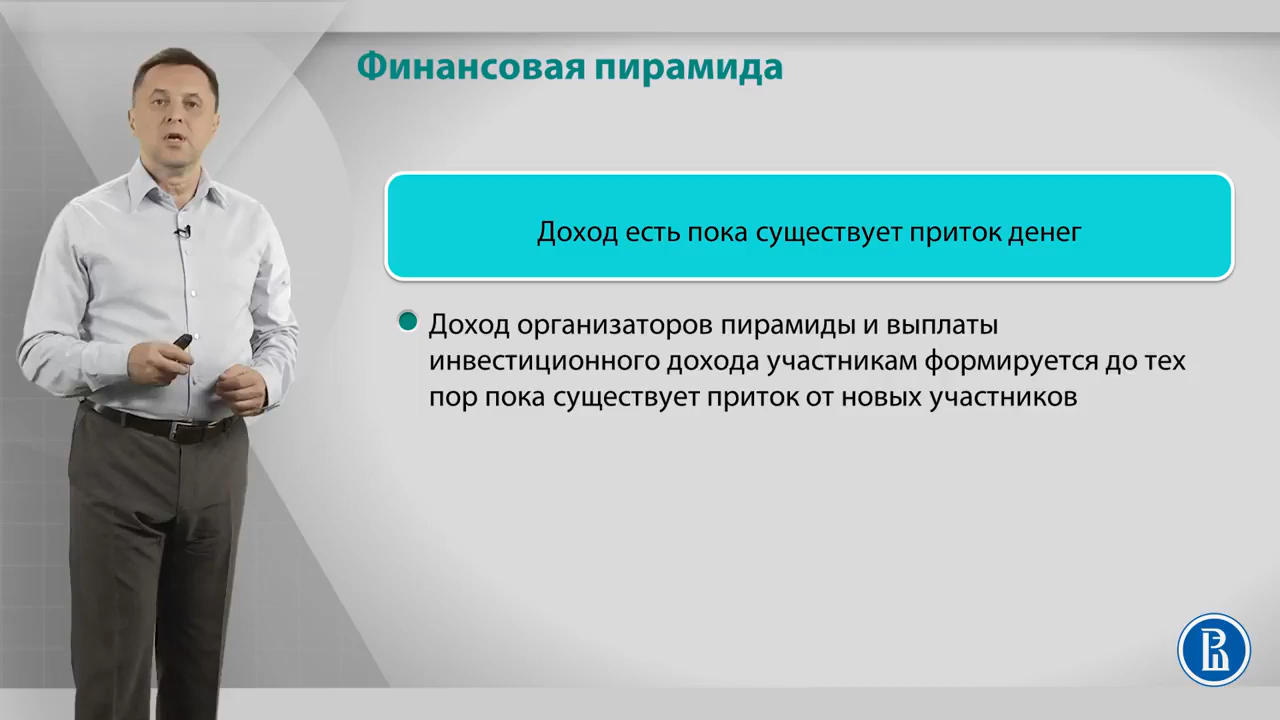 Финансовая пирамида
Доход есть пока существует приток денег
Доход организаторов пирамиды и выплаты
инвестиционного дохода участникам формируется до тех
пор пока существует приток от новых участников